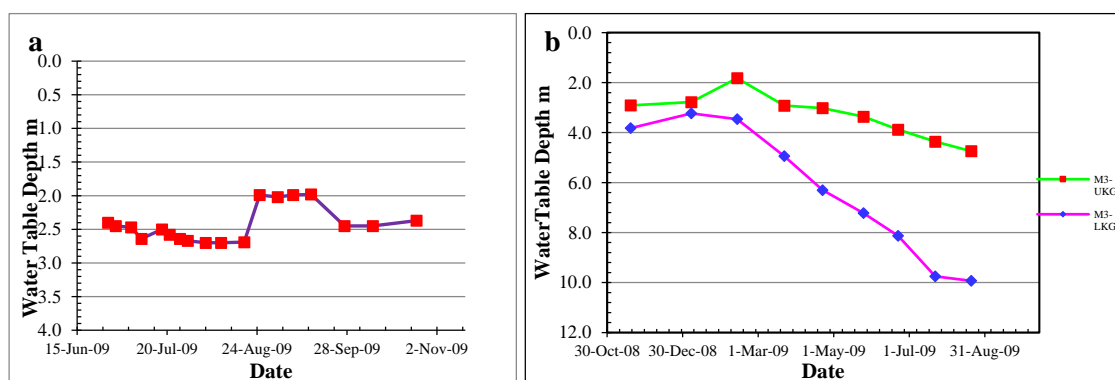 a
Water Table Depth m
0.0
0.5
1.0
1.5
2.0
2.5
3.0
3.5
4.0
15-Jun-09 20-Jul-09 24-Aug-09 28-Sep-09 2-Nov-09
Date
b
WaterTable Depth m
0.0
2.0
4.0
6.0
8.0
10.0
12.0
30-Oct-08 30-Dec-08 1-Mar-09 1-May-09 1-Jul-09 31-Aug-09
Date
M3-
UKG
M3-
LKG